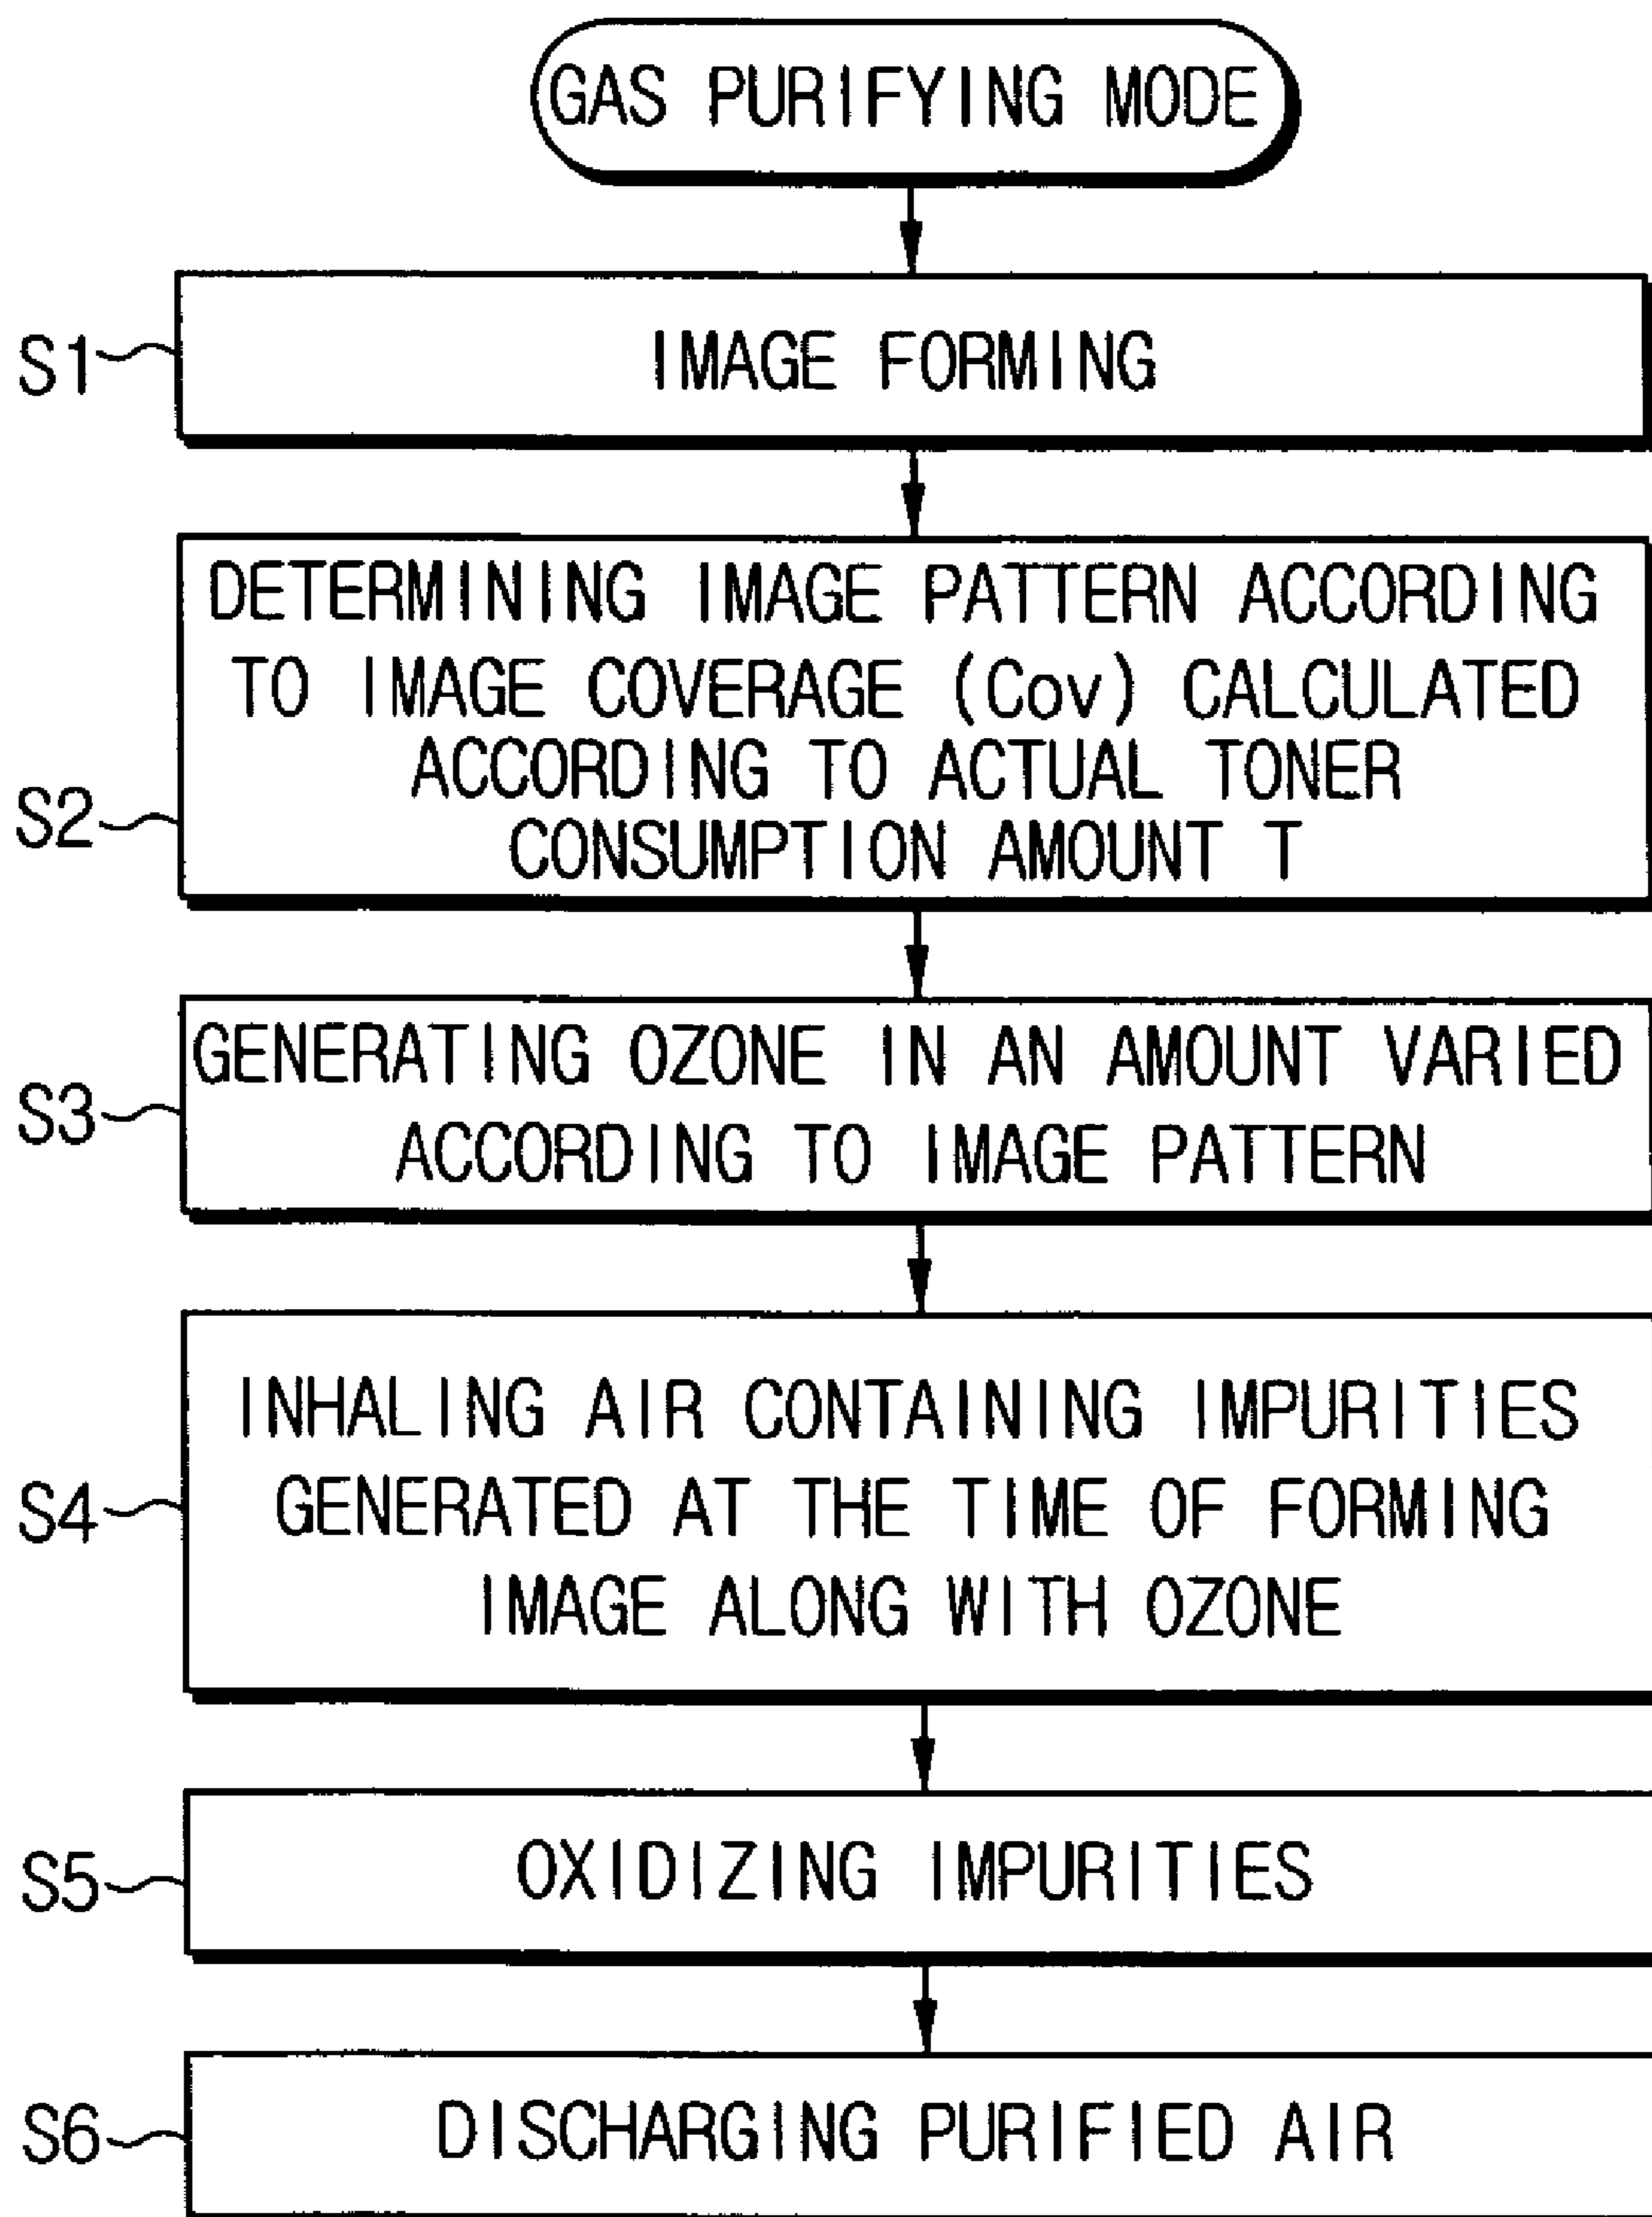 GAS PURIFYING MODE
S1
IMAGE FORMING
S2
DETERMINING IMAGE PATTERN ACCORDING
TO IMAGE COVERAGE (Cov) CALCULATED
ACCORDING TO ACTUAL TONER
CONSUMPTION AMOUNT T
S3
GENERATING OZONE IN AN AMOUNT VARIED
ACCORDING TO IMAGE PATTERN
S4
INHALING AIR CONTAINING IMPURITIES
GENERATED AT THE TIME OF FORMING
IMAGE ALONG WITH OZONE
S5
OXIDIZING IMPURITIES
S6
DISCHARGING PURIFIED AIR